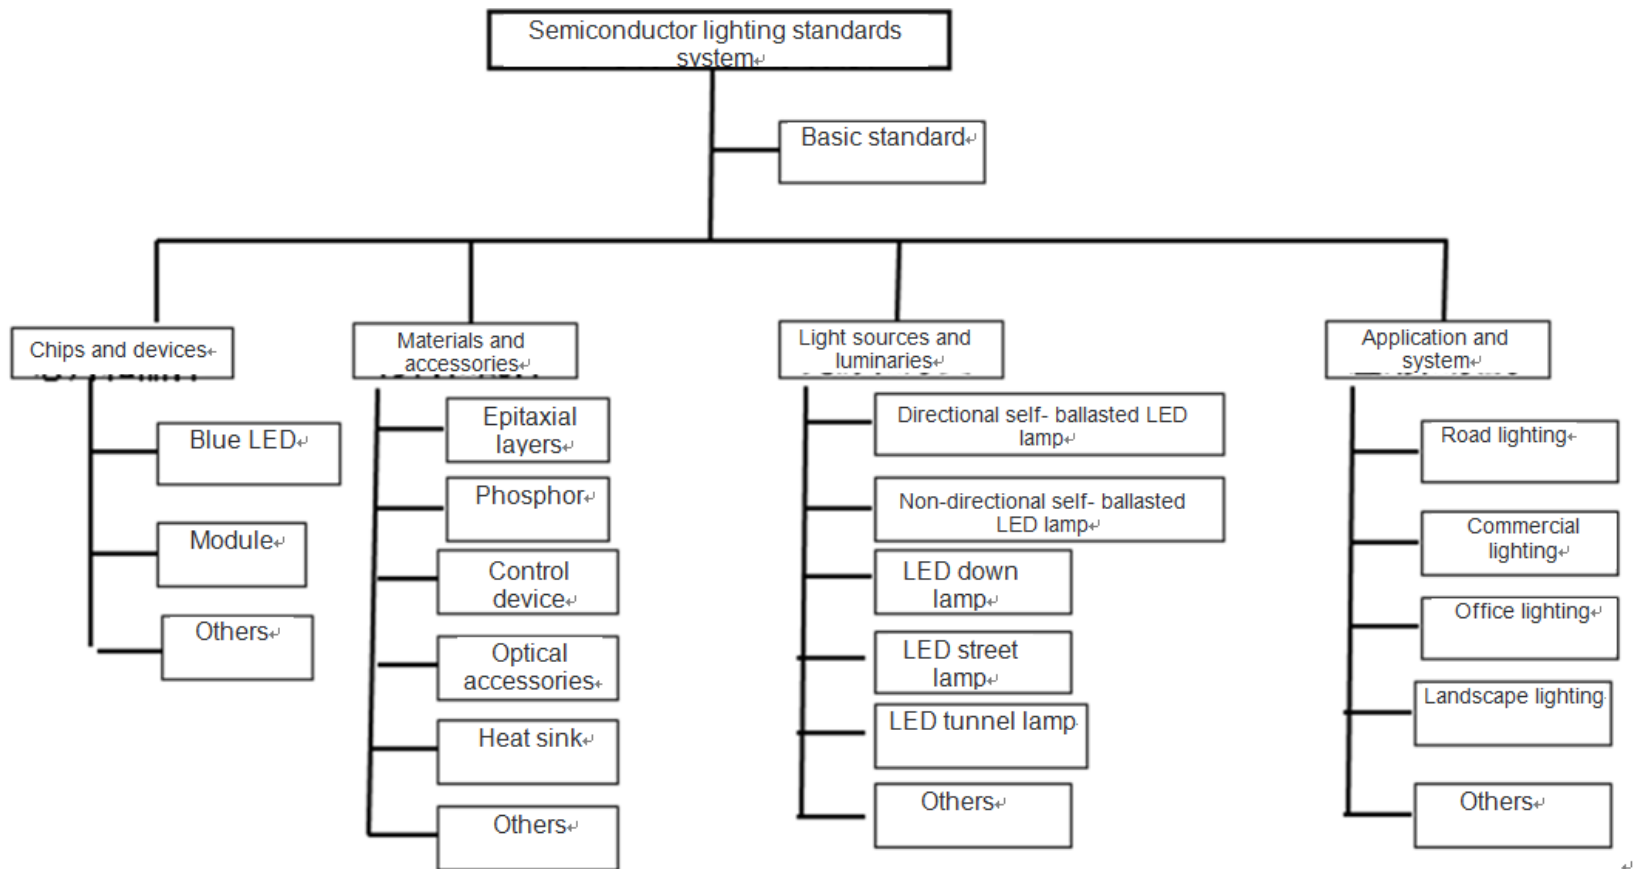 Semiconductor lighting standards
system
Basic standard
Chips and devices
Blue LED
Module
Others
Materials and
accessories
Epitaxial
layers
Phosphor
Control
device
Optical
accessories
Heat sink
Others
Light sources and
luminaries
Directional self- ballasted LED
lamp
Non-directional self- ballasted
LED lamp
LED down
lamp
LED street
lamp
LED tunnel lamp
Others
Application and
system
Road lighting
Commercial
lighting
Office lighting
Landscape lighting
Others